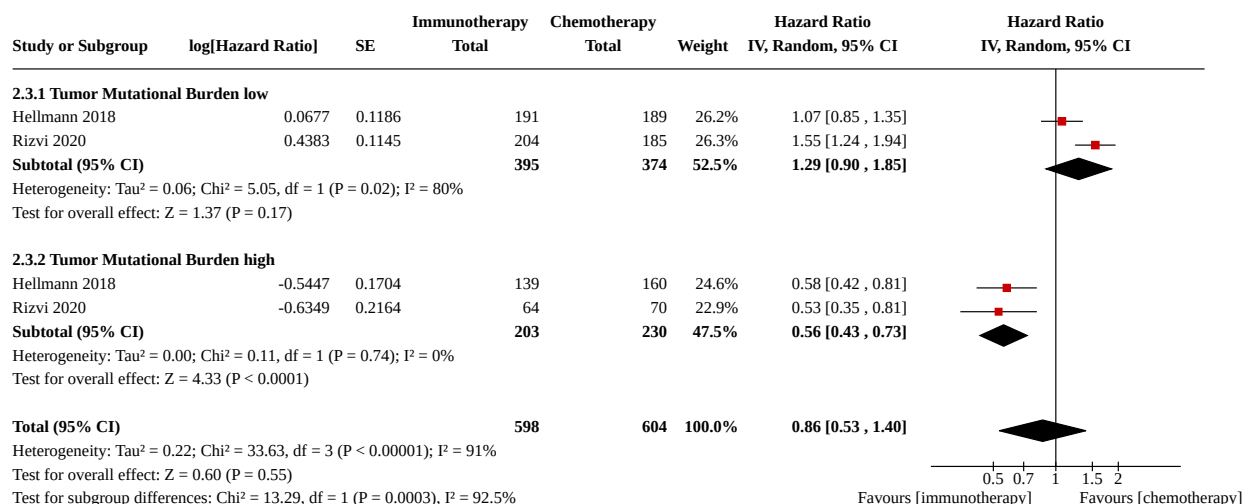 Immunotherapy Chemotherapy Hazard Ratio Hazard Ratio
Study or Subgroup log[Hazard Ratio] SE Total Total Weight IV, Random, 95% CI IV, Random, 95% CI
2.3.1 Tumor Mutational Burden low
Hellmann 2018 0.0677 0.1186 191 189 26.2% 1.07 [0.85 , 1.35]
Rizvi 2020 0.4383 0.1145 204 185 26.3% 1.55 [1.24 , 1.94]
Subtotal (95% CI) 395 374 52.5% 1.29 [0.90 , 1.85]
Heterogeneity: Tau² = 0.06; Chi² = 5.05, df = 1 (P = 0.02); I² = 80%
Test for overall effect: Z = 1.37 (P = 0.17)
2.3.2 Tumor Mutational Burden high
Hellmann 2018 -0.5447 0.1704 139 160 24.6% 0.58 [0.42 , 0.81]
Rizvi 2020 -0.6349 0.2164 64 70 22.9% 0.53 [0.35 , 0.81]
Subtotal (95% CI) 203 230 47.5% 0.56 [0.43 , 0.73]
Heterogeneity: Tau² = 0.00; Chi² = 0.11, df = 1 (P = 0.74); I² = 0%
Test for overall effect: Z = 4.33 (P < 0.0001)
Total (95% CI) 598 604 100.0% 0.86 [0.53 , 1.40]
Heterogeneity: Tau² = 0.22; Chi² = 33.63, df = 3 (P < 0.00001); I² = 91%
Test for overall effect: Z = 0.60 (P = 0.55)
0.5 0.7 1 1.5 2
Test for subgroup differences: Chi² = 13.29, df = 1 (P = 0.0003), I² = 92.5% Favours [immunotherapy] Favours [chemotherapy]